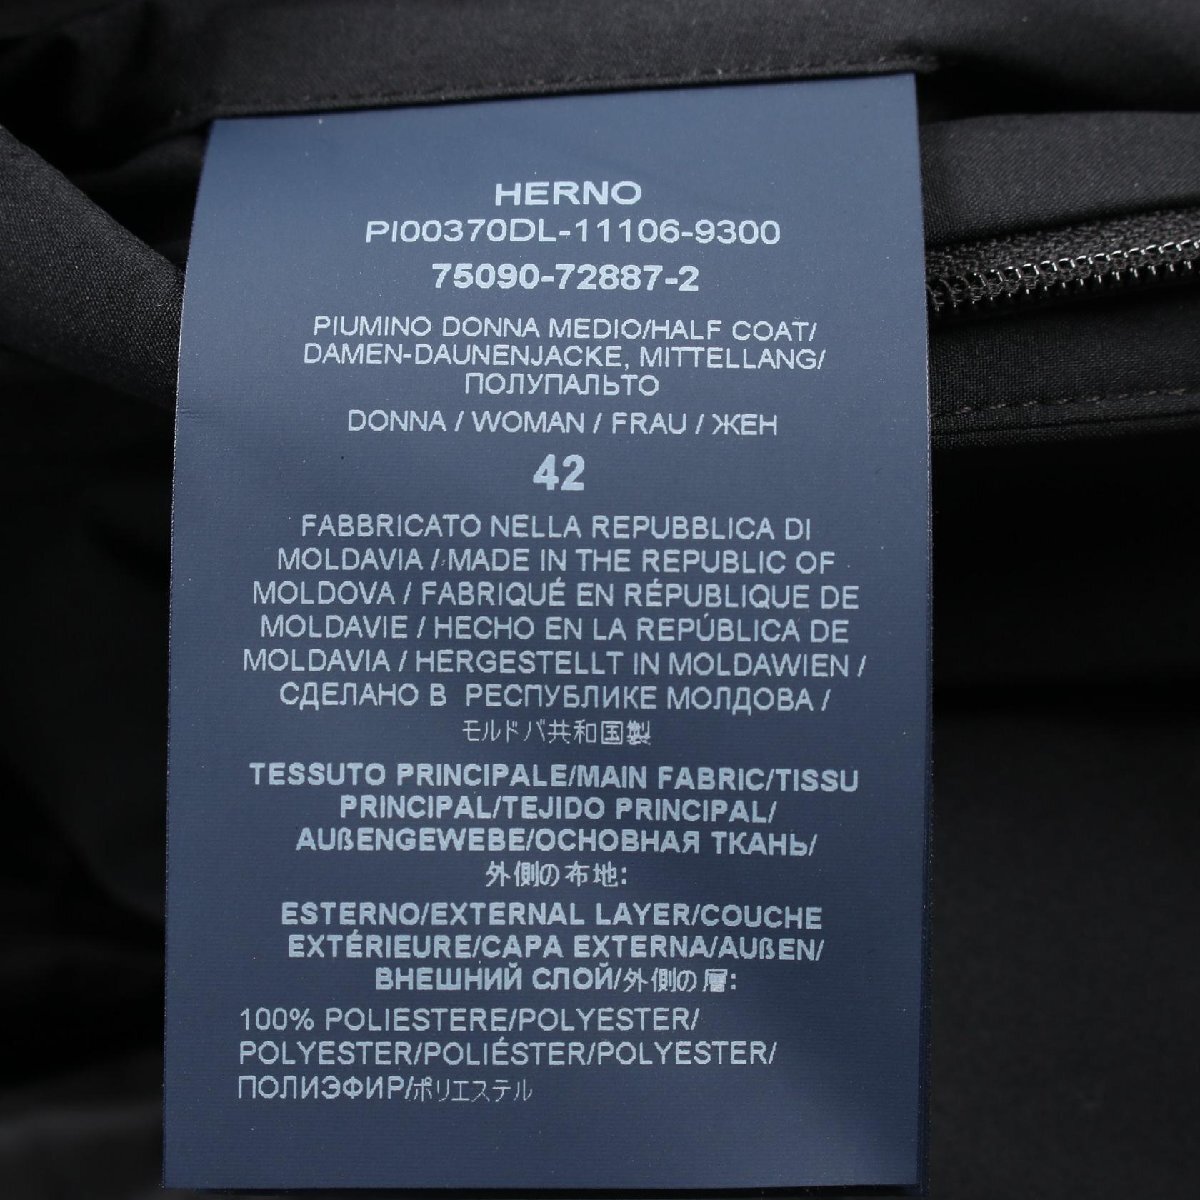 HERNO
PI00370DL-11106-9300
75090-72887-2
PIUMINO DONNA MEDIO/HALF COAT/
DAMEN-DAUNENJACKE, MITTELLANG/
ПОЛУПАЛЬТО
DONNA / WOMAN / FRAU / ЖЕН
42
FABBRICATO NELLA REPUBBLICA DI
MOLDAVIA / MADE IN THE REPUBLIC OF
MOLDOVA / FABRIQUÉ EN RÉPUBLIQUE DE
MOLDAVIE / HECHO EN LA REPÚBLICA DE
MOLDAVIA / HERGESTELLT IN MOLDAWIEN /
СДЕЛАНО В РЕСПУБЛИКЕ МОЛДОВА /
モルドバ共和国製
TESSUTO PRINCIPALE/MAIN FABRIC/TISSU
PRINCIPAL/TEJIDO PRINCIPAL/
AUßENGEWEBE/ОСНОВНАЯ ТКАНЬ/
外側の布地:
ESTERNO/EXTERNAL LAYER/COUCHE
EXTÉRIEURE/CAPA EXTERNA/AUßEN/
ВНЕШНИЙ СЛОЙ/外側の層:
100% POLIESTERE/POLYESTER/
POLYESTER/POLIÉSTER/POLYESTER/
ПОЛИЭФИР/ポリエステル